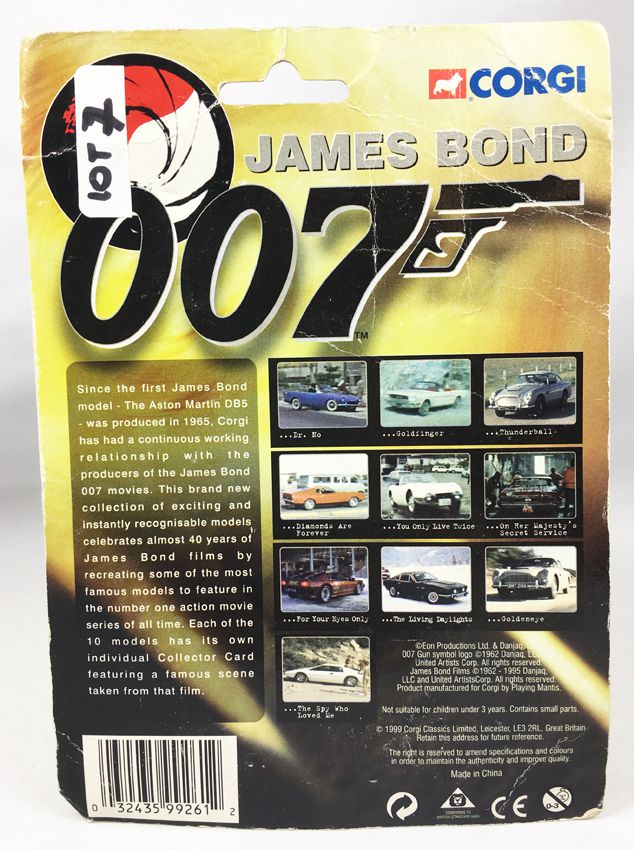 LOT 7
CORGI
JAMES BOND
007
TM
Since the first James Bond
model - The Aston Martin DB5
- was produced in 1965, Corgi
has had a continuous working
relationship with the
producers of the James Bond
007 movies. This brand new
collection of exciting and
instantly recognisable models
celebrates almost 40 years of
James Bond films by
recreating some of the most
famous models to feature in
the number one action movie
series of all time. Each of the
10 models has its own
individual Collector Card
featuring a famous scene
taken from that film.
...Dr. No
...Goldfinger
...Thunderball
...Diamonds Are
Forever
...You Only Live Twice
...On Her Majesty's
Secret Service
...For Your Eyes Only
...The Living Daylights
...Goldeneye
...The Spy Who
Loved Me
©Eon Productions Ltd. & Danjaq,
007 Gun symbol logo ©1962 Danjaq,
United Artists Corp. All rights reserved.
James Bond Films ©1962 - 1995 Danjaq,
LLC and United ArtistsCorp. All rights reserved.
Product manufactured for Corgi by Playing Mantis.
Not suitable for children under 3 years. Contains small parts.
© 1999 Corgi Classics Limited, Leicester, LE3 2RL, Great Britain
Retain this address for future reference.
The right is reserved to amend specifications and colours
in order to maintain the authenticity and improve quality.
Made in China
0 32435 99261 2
CE
0-3